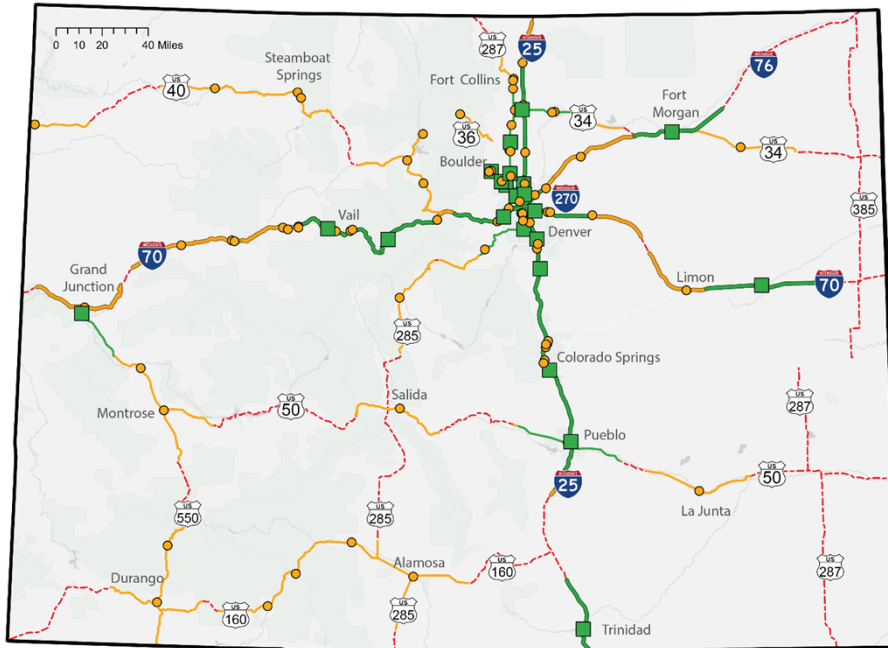 0 10 20 40 Miles
US
287
INTERSTATE
25
Steamboat
Springs
INTERSTATE
76
US
40
Fort Collins
Fort
Morgan
US
34
US
36
Boulder
US
34
INTERSTATE
270
US
385
Vail
Denver
INTERSTATE
70
Grand
Junction
Limon
INTERSTATE
70
US
285
Colorado Springs
Salida
US
50
Montrose
US
287
Pueblo
US
50
INTERSTATE
25
La Junta
US
550
US
285
Alamosa
US
160
US
287
Durango
US
160
US
285
Trinidad